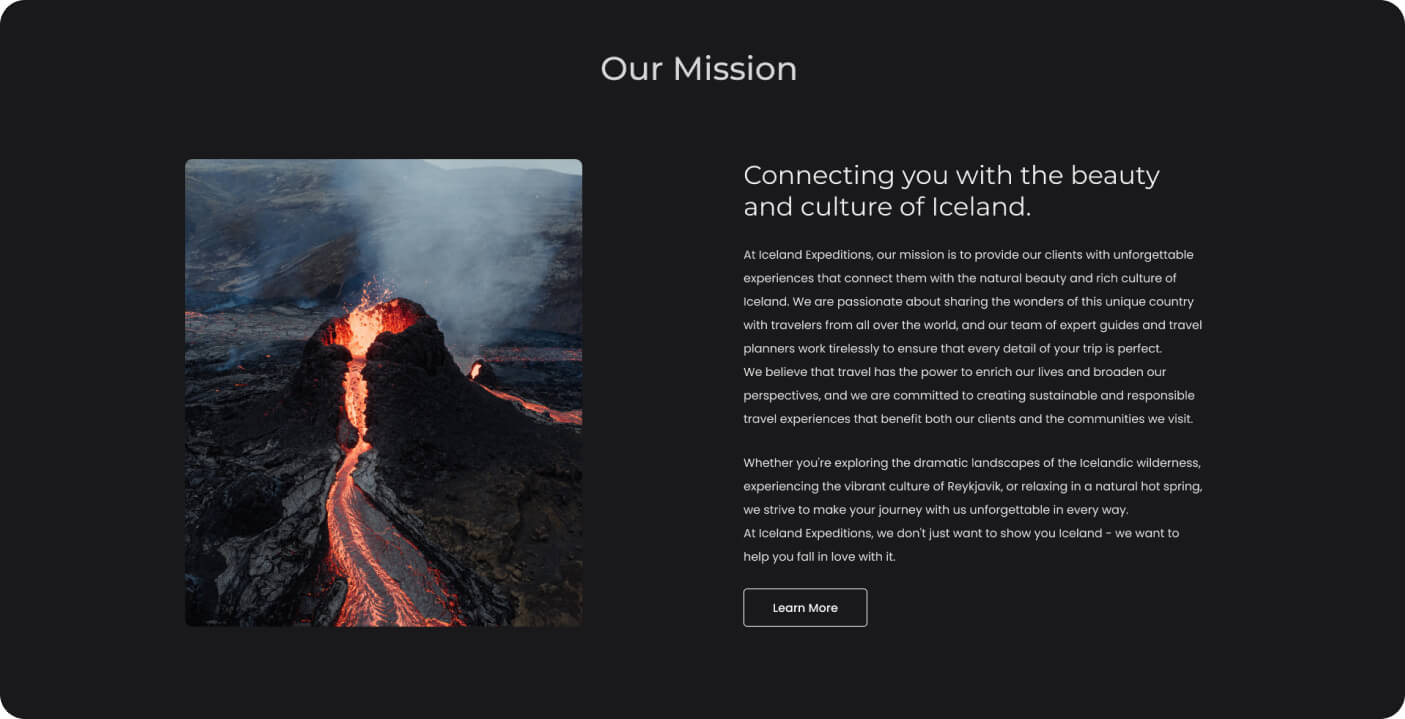 Our Mission
Connecting you with the beauty
and culture of Iceland.
At Iceland Expeditions, our mission is to provide our clients with unforgettable
experiences that connect them with the natural beauty and rich culture of
Iceland. We are passionate about sharing the wonders of this unique country
with travelers from all over the world, and our team of expert guides and travel
planners work tirelessly to ensure that every detail of your trip is perfect.
We believe that travel has the power to enrich our lives and broaden our
perspectives, and we are committed to creating sustainable and responsible
travel experiences that benefit both our clients and the communities we visit.
Whether you're exploring the dramatic landscapes of the Icelandic wilderness,
experiencing the vibrant culture of Reykjavik, or relaxing in a natural hot spring,
we strive to make your journey with us unforgettable in every way.
At Iceland Expeditions, we don't just want to show you Iceland - we want to
help you fall in love with it.
Learn More